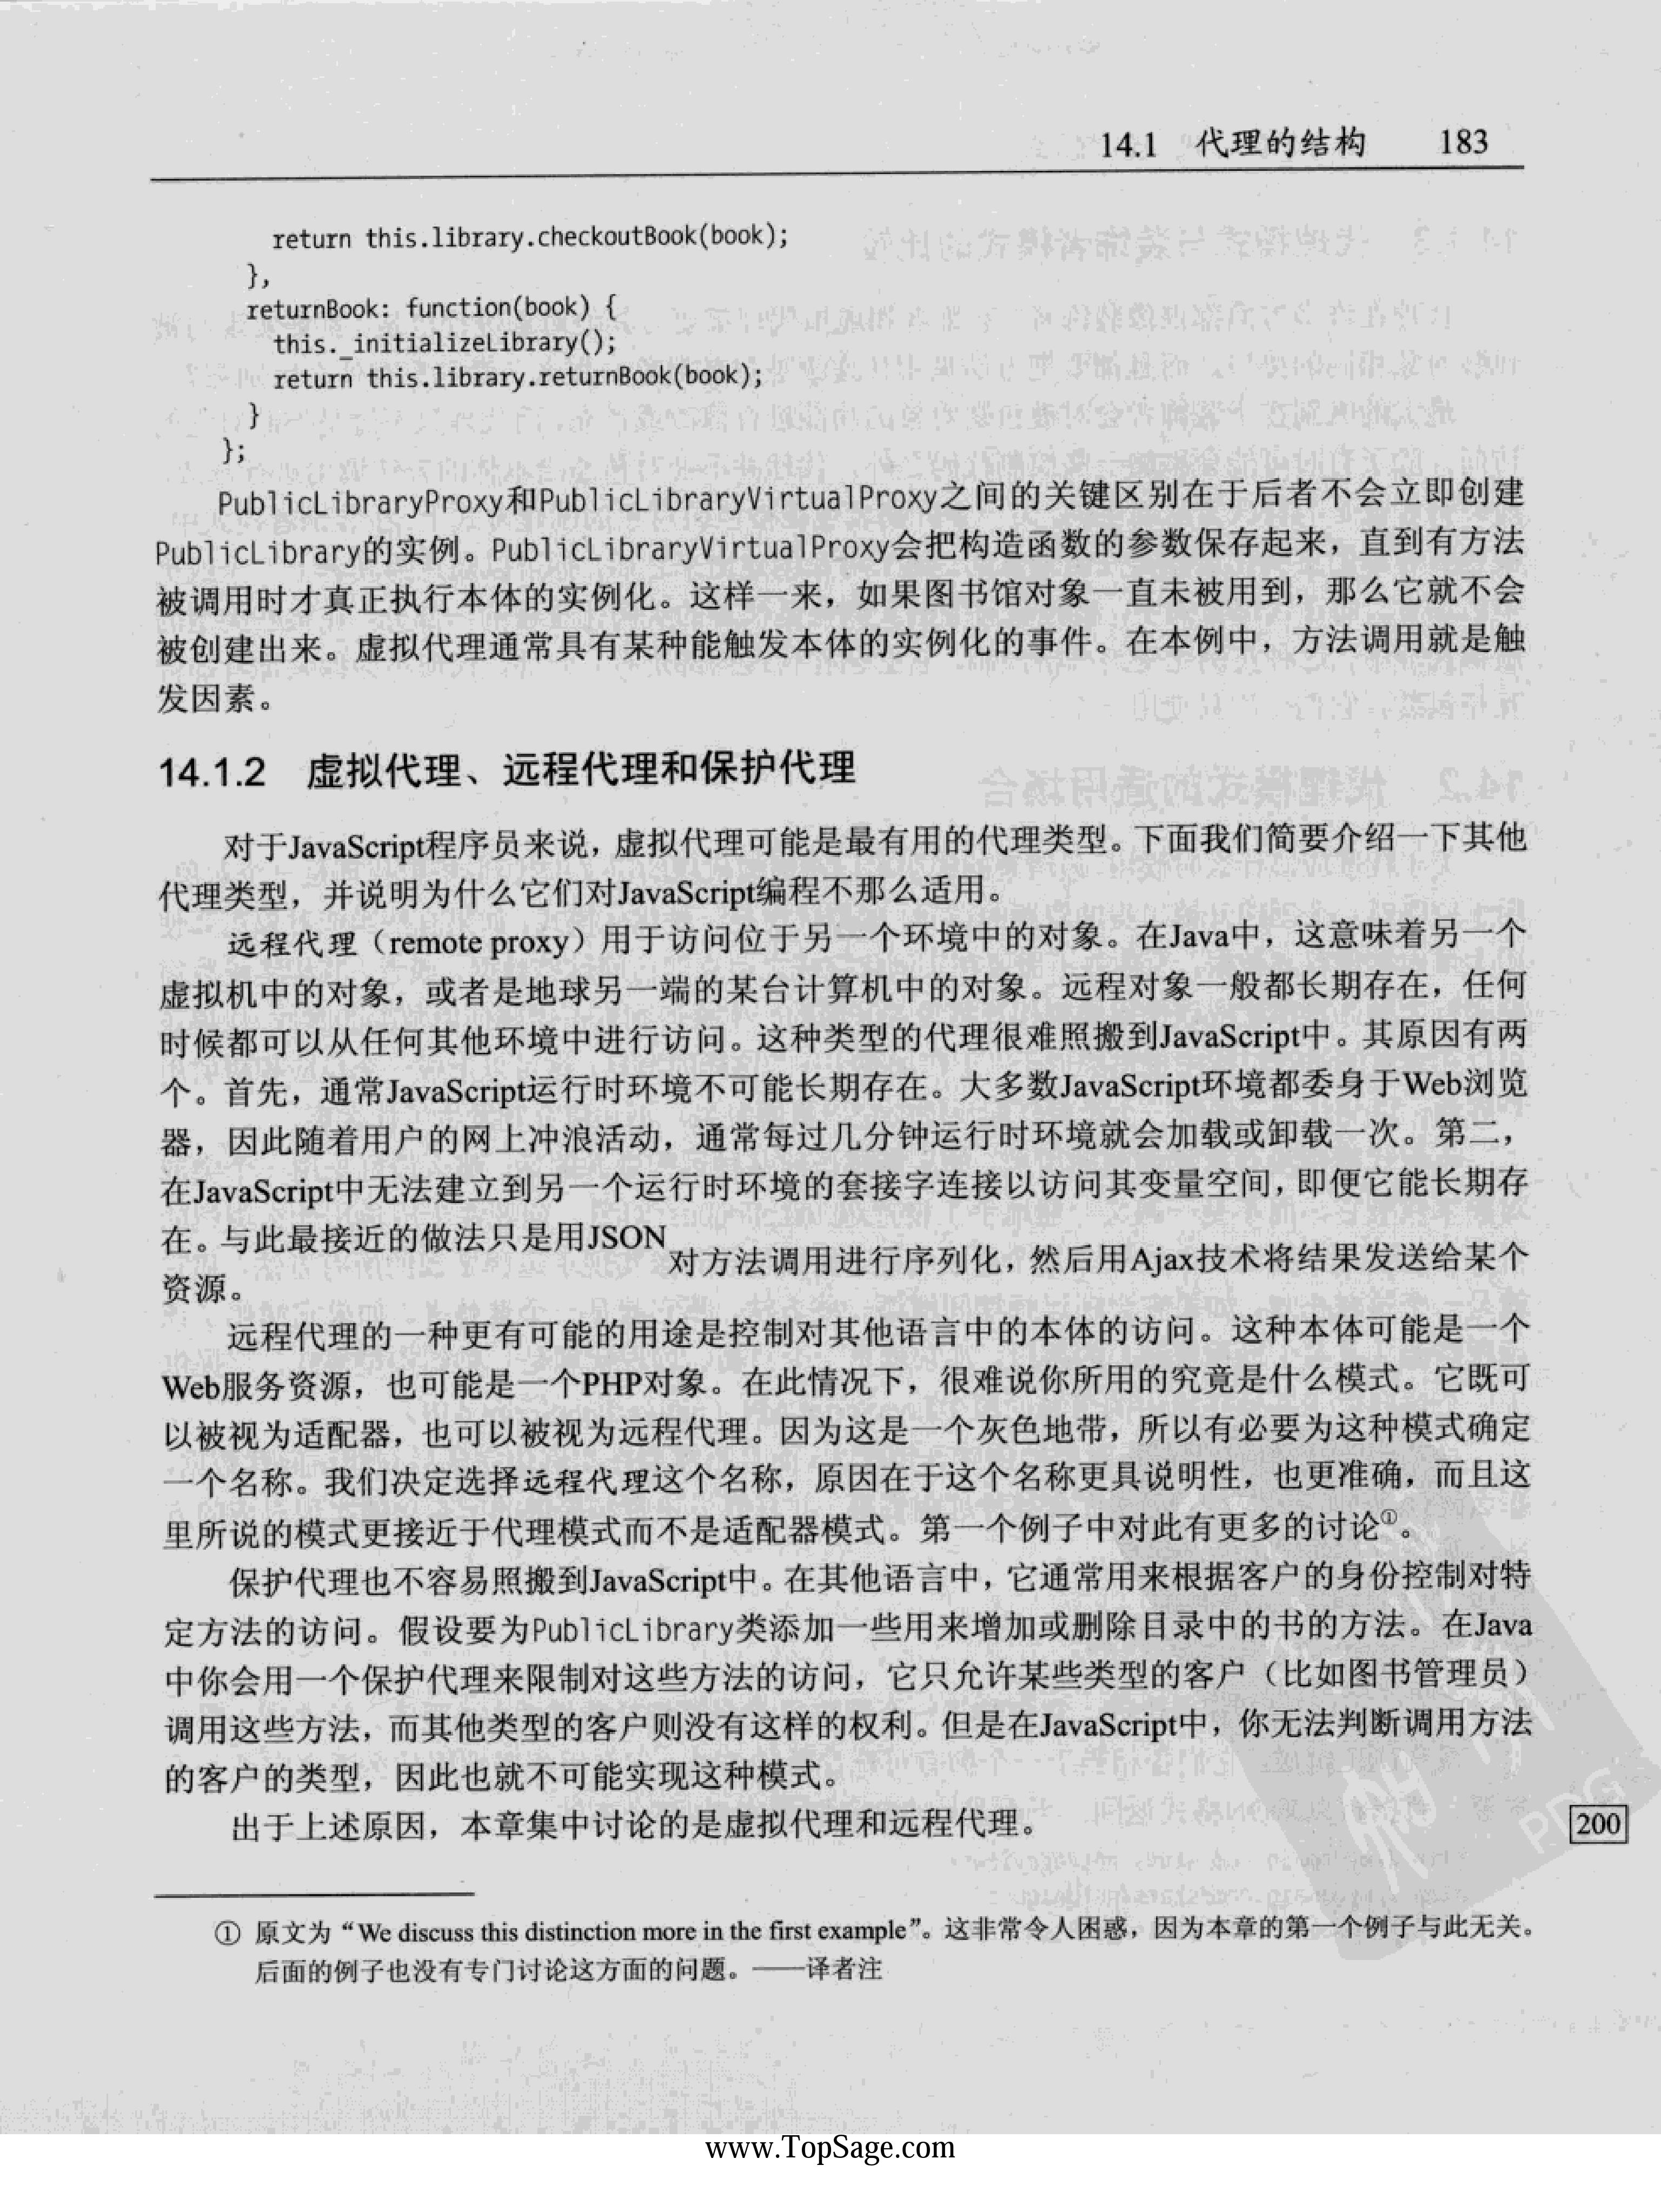 14.1 代理的结构 183
return this.library.checkoutBook(book);
},
returnBook: function(book) {
this._initializeLibrary();
return this.library.returnBook(book);
}
};
PublicLibraryProxy和PublicLibraryVirtualProxy之间的关键区别在于后者不会立即创建
PublicLibrary的实例。PublicLibraryVirtualProxy会把构造函数的参数保存起来，直到有方法
被调用时才真正执行本体的实例化。这样一来，如果图书馆对象一直未被用到，那么它就不会
被创建出来。虚拟代理通常具有某种能触发本体的实例化的事件。在本例中，方法调用就是触
发因素。
14.1.2 虚拟代理、远程代理和保护代理
对于JavaScript程序员来说，虚拟代理可能是最有用的代理类型。下面我们简要介绍一下其他
代理类型，并说明为什么它们对JavaScript编程不那么适用。
远程代理（remote proxy）用于访问位于另一个环境中的对象。在Java中，这意味着另一个
虚拟机中的对象，或者是地球另一端的某台计算机中的对象。远程对象一般都长期存在，任何
时候都可以从任何其他环境中进行访问。这种类型的代理很难照搬到JavaScript中。其原因有两
个。首先，通常JavaScript运行时环境不可能长期存在。大多数JavaScript环境都委身于Web浏览
器，因此随着用户的网上冲浪活动，通常每过几分钟运行时环境就会加载或卸载一次。第二，
在JavaScript中无法建立到另一个运行时环境的套接字连接以访问其变量空间，即便它能长期存
在。与此最接近的做法只是用JSON对方法调用进行序列化，然后用Ajax技术将结果发送给某个
资源。
远程代理的一种更有可能的用途是控制对其他语言中的本体的访问。这种本体可能是一个
Web服务资源，也可能是一个PHP对象。在此情况下，很难说你所用的究竟是什么模式。它既可
以被视为适配器，也可以被视为远程代理。因为这是一个灰色地带，所以有必要为这种模式确定
一个名称。我们决定选择远程代理这个名称，原因在于这个名称更具说明性，也更准确，而且这
里所说的模式更接近于代理模式而不是适配器模式。第一个例子中对此有更多的讨论①。
保护代理也不容易照搬到JavaScript中。在其他语言中，它通常用来根据客户的身份控制对特
定方法的访问。假设要为PublicLibrary类添加一些用来增加或删除目录中的书的方法。在Java
中你会用一个保护代理来限制对这些方法的访问，它只允许某些类型的客户（比如图书管理员）
调用这些方法，而其他类型的客户则没有这样的权利。但是在JavaScript中，你无法判断调用方法
的客户的类型，因此也就不可能实现这种模式。
出于上述原因，本章集中讨论的是虚拟代理和远程代理。
200
① 原文为“We discuss this distinction more in the first example”。这非常令人困惑，因为本章的第一个例子与此无关。
后面的例子也没有专门讨论这方面的问题。——译者注
PDG
www.TopSage.com